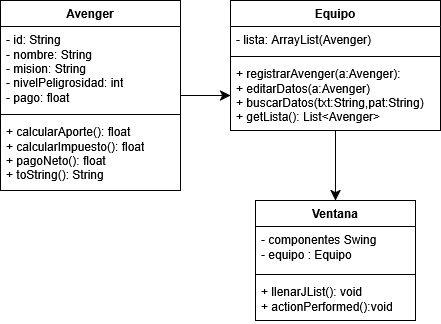 Avenger
- id: String
- nombre: String
- mision: String
- nivelPeligrosidad: int
- pago: float
+ calcularAporte(): float
+ calcularImpuesto(): float
+ pagoNeto(): float
+ toString(): String
Equipo
- lista: ArrayList(Avenger)
+ registrarAvenger(a:Avenger):
+ editarDatos(a:Avenger)
+ buscarDatos(txt:String,pat:String)
+ getLista(): List<Avenger>
Ventana
- componentes Swing
- equipo : Equipo
+ llenarJList(): void
+ actionPerformed():void